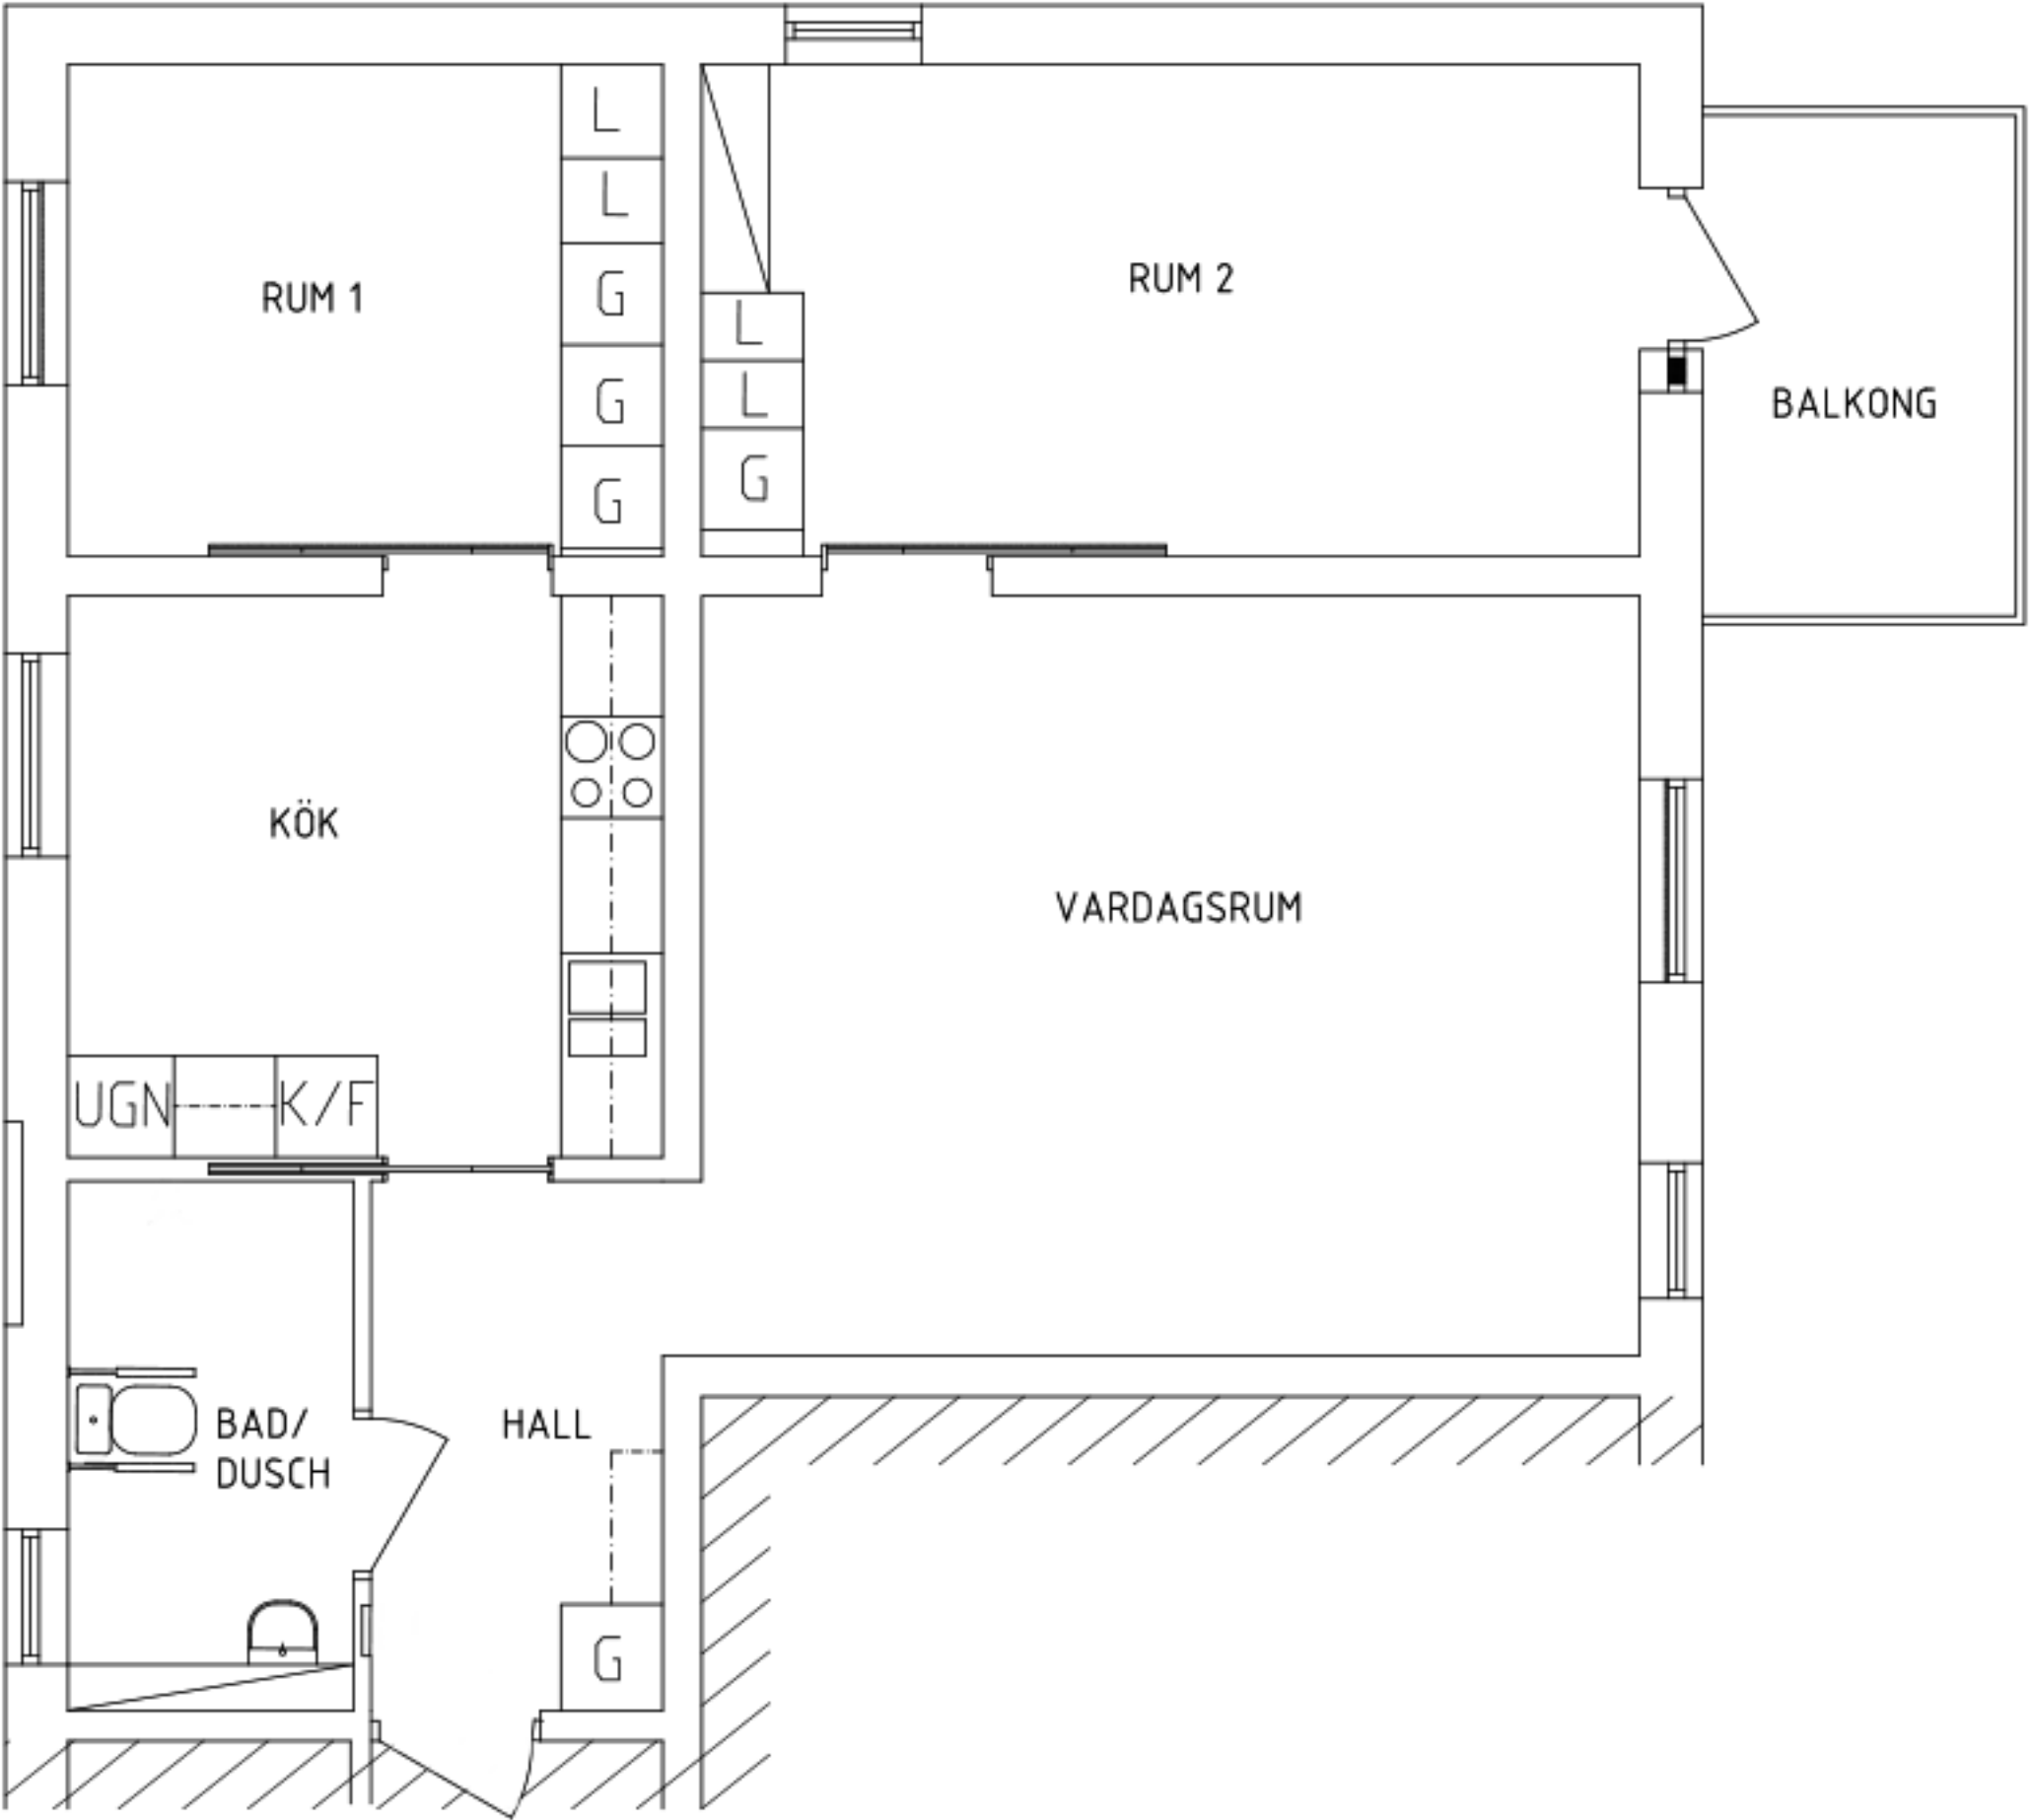 L
L
RUM 1
G
G
G
RUM 2
L
L
G
BALKONG
KÖK
VARDAGSRUM
UGN
K/F
BAD/
DUSCH
HALL
G